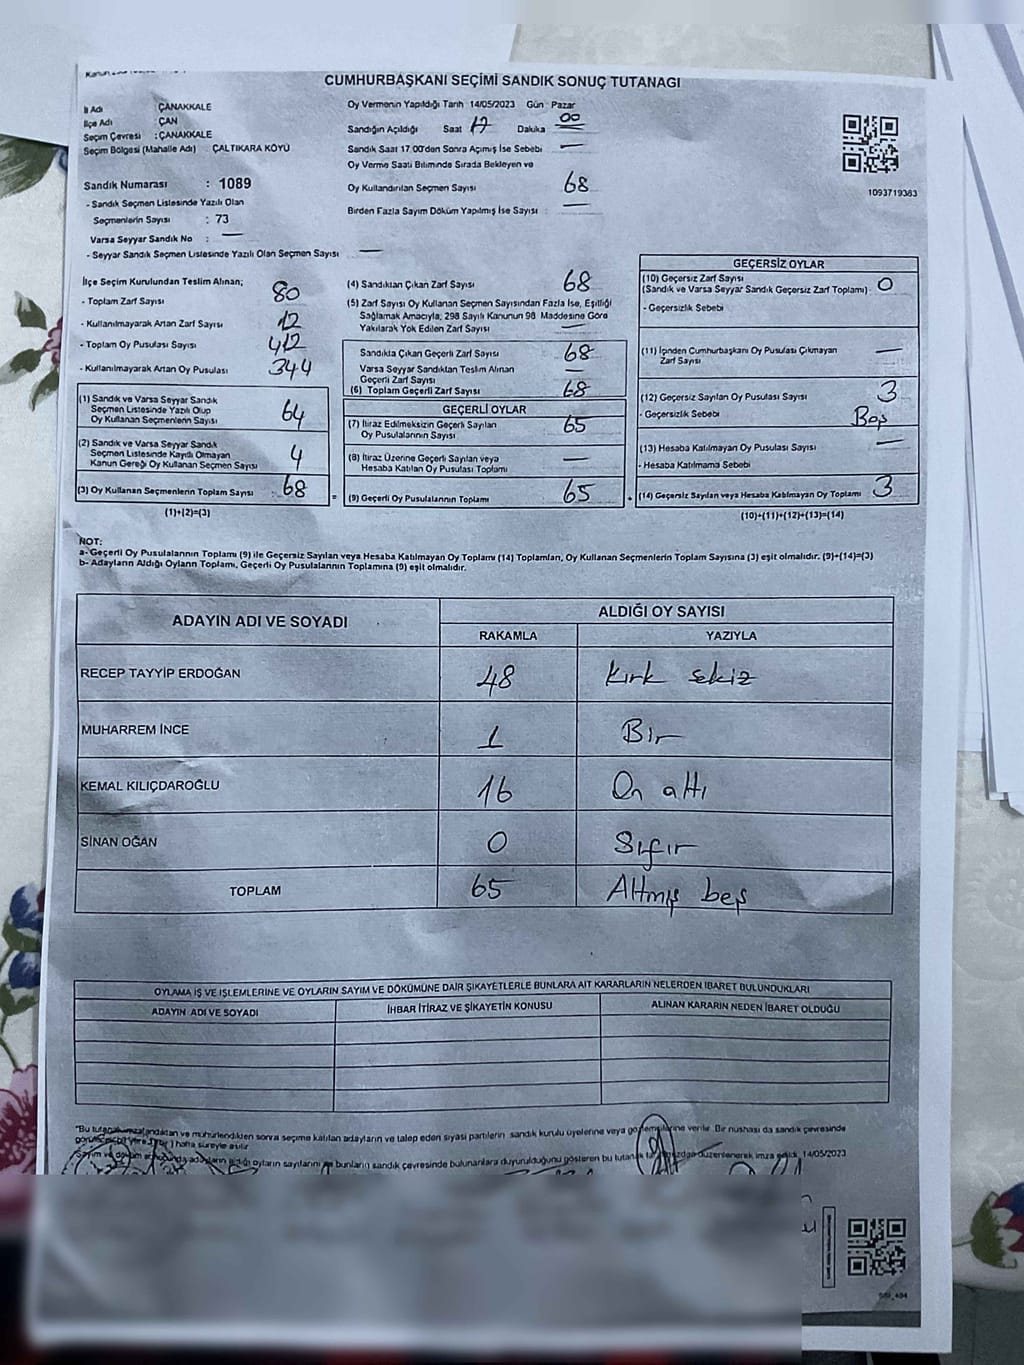 CUMHURBAŞKANI SEÇİMİ SANDIK SONUÇ TUTANAGI
İl Adı ÇANAKKALE
İlçe Adı ÇAN
Seçim Çevresi : ÇANAKKALE
Seçim Bölgesi (Mahalle Adı) ÇALTIKARA KÖYÜ
Sandık Numarası : 1089
- Sandık Seçmen Listesinde Yazılı Olan
Seçmenlerin Sayısı : 73
Varsa Seyyar Sandık No : —
- Seyyar Sandık Seçmen Listesinde Yazılı Olan Seçmen Sayısı —
Oy Vermenin Yapıldığı Tarih 14/05/2023 Gün Pazar
Sandığın Açıldığı Saat 17 Dakika 00
Sandık Saat 17 00'den Sonra Açımış İse Sebebi —
Oy Verme Saati Bitiminde Sırada Bekleyen ve
Oy Kullandırılan Seçmen Sayısı 68
Birden Fazla Sayım Döküm Yapılmış İse Sayısı : —
1093719383
İlçe Seçim Kurulundan Teslim Alınan;
- Toplam Zarf Sayısı 80
- Kullanılmayarak Artan Zarf Sayısı 12
- Toplam Oy Pusulası Sayısı 412
- Kullanılmayarak Artan Oy Pusulası 344
(1) Sandık ve Varsa Seyyar Sandık
Seçmen Listesinde Yazılı Olup
Oy Kullanan Seçmenlerin Sayısı 64
(2) Sandık ve Varsa Seyyar Sandık
Seçmen Listesinde Kayıtlı Olmayan
Kanun Gereği Oy Kullanan Seçmen Sayısı 4
(3) Oy Kullanan Seçmenlerin Toplam Sayısı : 68
(1)+(2)=(3)
(4) Sandıktan Çıkan Zarf Sayısı 68
(5) Zarf Sayısı Oy Kullanan Seçmen Sayısından Fazla İse, Eşitliği
Sağlamak Amacıyla; 298 Sayılı Kanunun 98 Maddesine Göre
Yakılarak Yok Edilen Zarf Sayısı —
Sandıkta Çıkan Geçerli Zarf Sayısı 68
Varsa Seyyar Sandıktan Teslim Alınan
Geçerli Zarf Sayısı —
(6) Toplam Geçerli Zarf Sayısı 68
GEÇERLİ OYLAR
(7) İtiraz Edilmeksizin Geçerli Sayılan
Oy Pusulalarının Sayısı 65
(8) İtiraz Üzerine Geçerli Sayılan veya
Hesaba Katılan Oy Pusulası Toplamı —
(9) Geçerli Oy Pusulalarının Toplamı 65
GEÇERSİZ OYLAR
(10) Geçersiz Zarf Sayısı
(Sandık ve Varsa Seyyar Sandık Geçersiz Zarf Toplamı) 0
- Geçersizlik Sebebi
(11) İçinden Cumhurbaşkanı Oy Pusulası Çıkmayan
Zarf Sayısı —
(12) Geçersiz Sayılan Oy Pusulası Sayısı 3
- Geçersizlik Sebebi Boş
(13) Hesaba Katılmayan Oy Pusulası Sayısı —
- Hesaba Katılmama Sebebi
(14) Geçersiz Sayılan veya Hesaba Katılmayan Oy Toplamı 3
(10)+(11)+(12)+(13)=(14)
NOT:
a- Geçerli Oy Pusulalarının Toplamı (9) ile Geçersiz Sayılan veya Hesaba Katılmayan Oy Toplamı (14) Toplamları, Oy Kullanan Seçmenlerin Toplam Sayısına (3) eşit olmalıdır. (9)+(14)=(3)
b- Adayların Aldığı Oyların Toplamı, Geçerli Oy Pusulalarının Toplamına (9) eşit olmalıdır.
ADAYIN ADI VE SOYADI ALDIĞI OY SAYISI
RAKAMLA YAZIYLA
RECEP TAYYİP ERDOĞAN 48 Kırk sekiz
MUHARREM İNCE 1 Bir
KEMAL KILIÇDAROĞLU 16 On altı
SİNAN OĞAN 0 Sıfır
TOPLAM 65 Altmış beş
OYLAMA İŞ VE İŞLEMLERİNE VE OYLARIN SAYIM VE DÖKÜMÜNE DAİR ŞİKAYETLERLE BUNLARA AİT KARARLARIN NELERDEN İBARET BULUNDUKLARI
ADAYIN ADI VE SOYADI İHBAR İTİRAZ VE ŞİKAYETİN KONUSU ALINAN KARARIN NEDEN İBARET OLDUĞU
"Bu tutanak imzalandıktan ve mühürlendikten sonra seçime katılan adayların ve talep eden siyasi partilerin sandık kurulu üyelerine veya gözlemcilerine verilir. Bir nüshası da sandık çevresinde
hafta süreyle asılır
Sayım ve döküm sonucunda adayların aldığı oyların sayılarını ve bunların sandık çevresinde bulunanlara duyurulduğunu gösteren bu tutanak düzenlenerek imza edildi. 14/05/2023